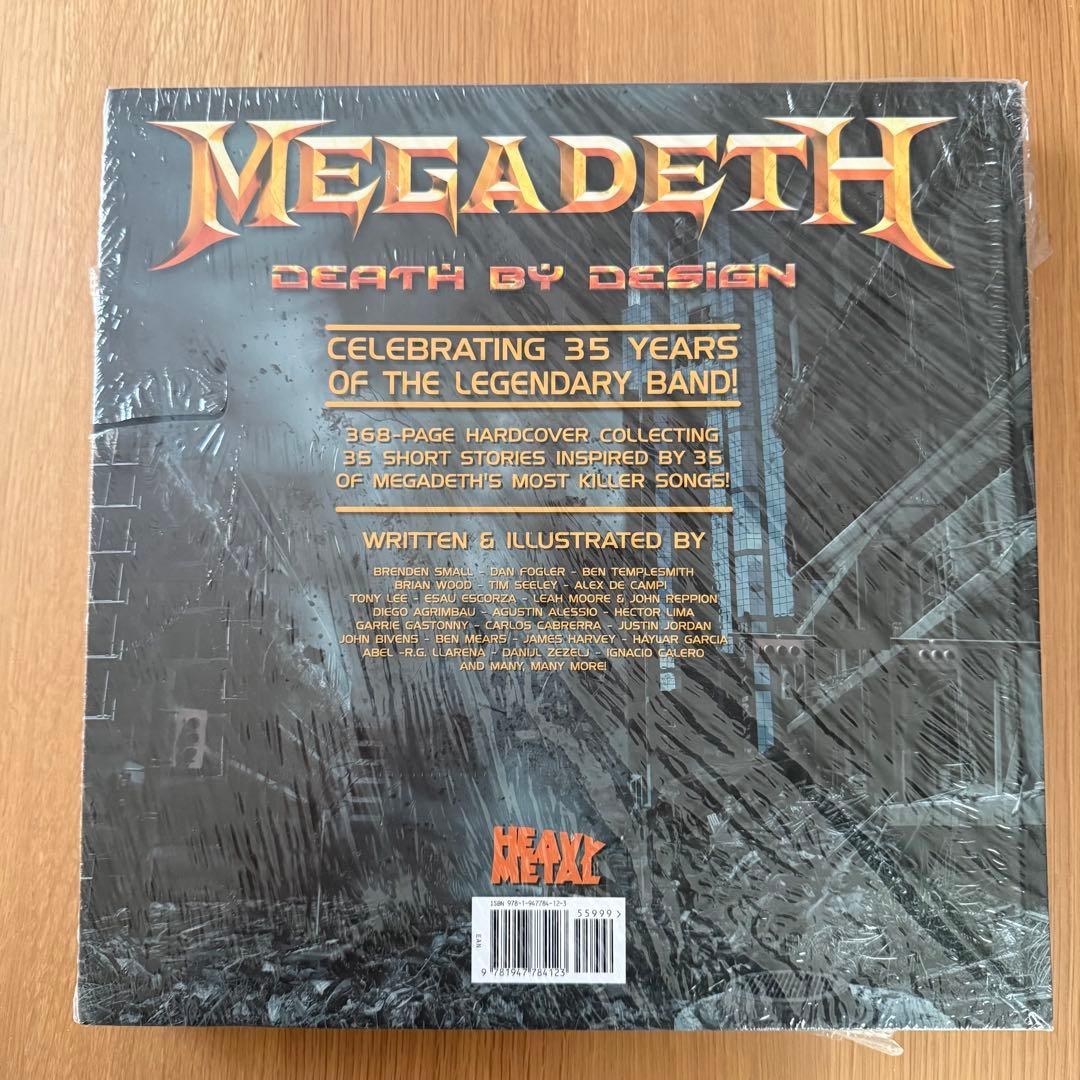 MEGADETH
DEATH BY DESIGN
CELEBRATING 35 YEARS
OF THE LEGENDARY BAND!
368-PAGE HARDCOVER COLLECTING
35 SHORT STORIES INSPIRED BY 35
OF MEGADETH'S MOST KILLER SONGS!
WRITTEN & ILLUSTRATED BY
BRENDEN SMALL - DAN FOGLER - BEN TEMPLESMITH
BRIAN WOOD - TIM SEELEY - ALEX DE CAMPI
TONY LEE - ESAU ESCORZA - LEAH MOORE & JOHN REPPION
DIEGO AGRIMBAU - AGUSTIN ALESSIO - HECTOR LIMA
GARRIE GASTONNY - CARLOS CABRERRA - JUSTIN JORDAN
JOHN BIVENS - BEN MEARS - JAMES HARVEY - HAYLAR GARCIA
ABEL -R.G. LLARENA - DANIJL ZEZELJ - IGNACIO CALERO
AND MANY, MANY MORE!
HEAVY
METAL
ISBN 978-1-947784-12-3
55999>
EAN
9 781947 784123